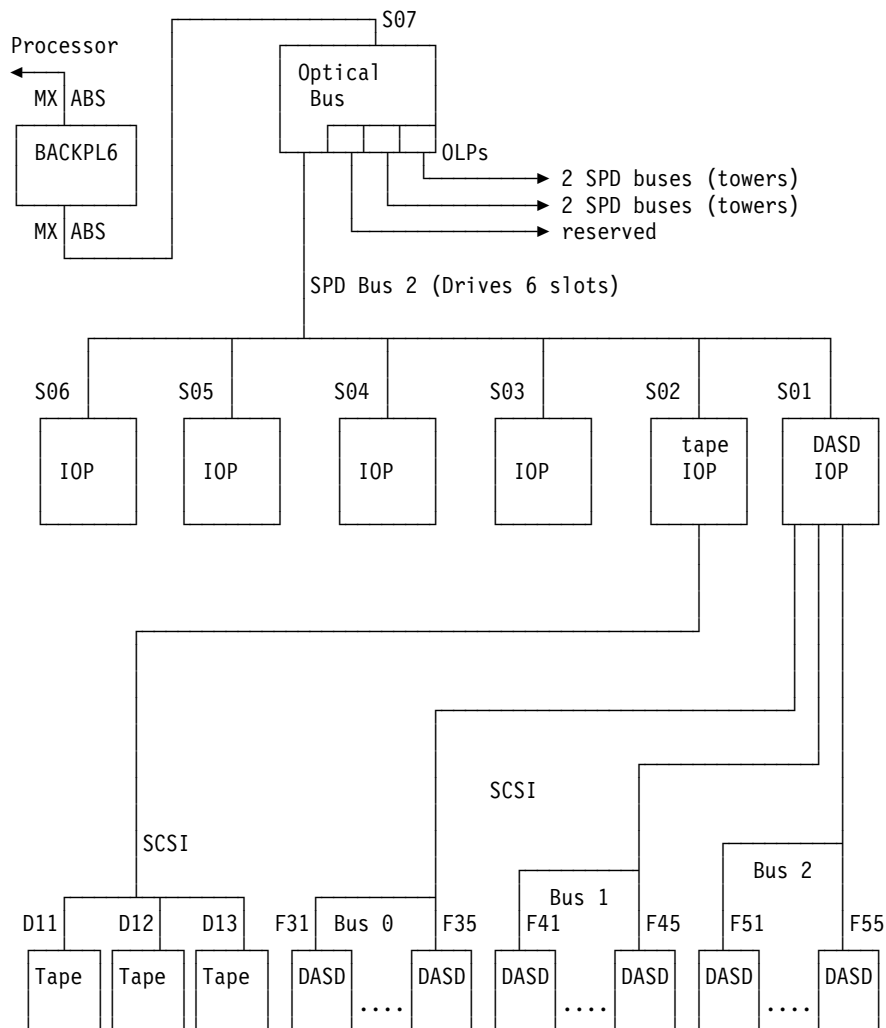 S07
Processor
Optical
Bus
MX ABS
BACKPL6
OLPs
2 SPD buses (towers)
2 SPD buses (towers)
MX ABS
reserved
SPD Bus 2 (Drives 6 slots)
S06 S05 S04 S03 S02 S01
IOP IOP IOP IOP tape IOP DASD IOP
SCSI
SCSI
Bus 2
Bus 1
D11 D12 D13 F31 Bus 0 F35 F41 F45 F51 F55
Tape Tape Tape DASD .... DASD DASD .... DASD DASD .... DASD